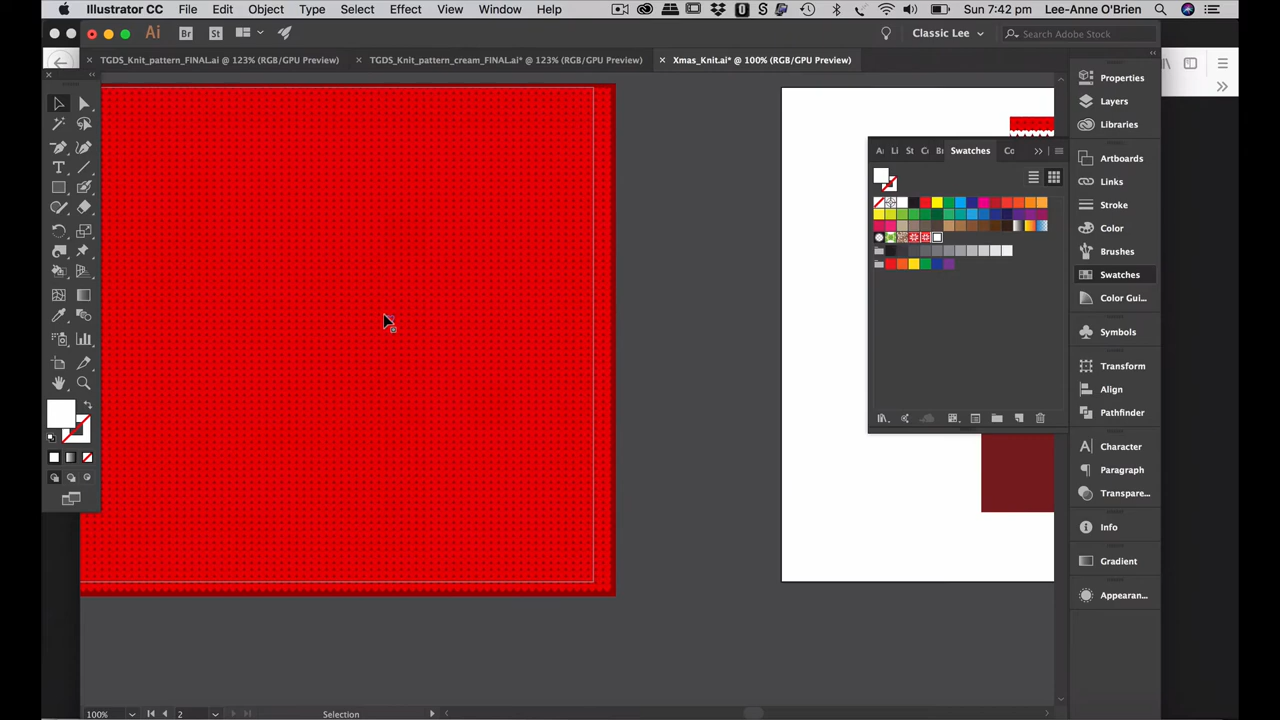 Illustrator CC File Edit Object Type Select Effect View Window Help Sun 7:42 pm Lee-Anne O'Brien
Ai Br St Classic Lee Search Adobe Stock
TGDS_Knit_pattern_FINAL.ai @ 123% (RGB/GPU Preview) TGDS_Knit_pattern_cream_FINAL.ai* @ 123% (RGB/GPU Preview) Xmas_Knit.ai* @ 100% (RGB/GPU Preview)
Properties
Layers
Libraries
Swatches
Artboards
Links
Stroke
Color
Brushes
Swatches
Color Gui...
Symbols
Transform
Align
Pathfinder
Character
Paragraph
Transpare...
Info
Gradient
Appearan...
100% 2 Selection